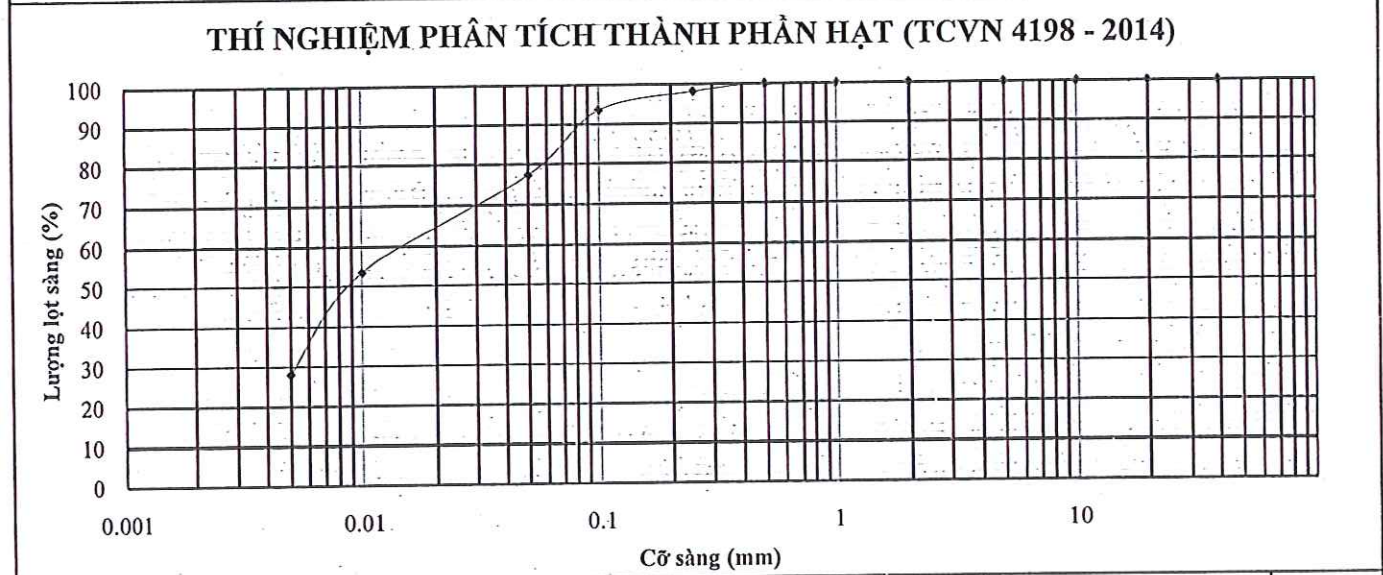 THÍ NGHIỆM PHÂN TÍCH THÀNH PHẦN HẠT (TCVN 4198 - 2014)
Lượng lọt sàng (%)
100
90
80
70
60
50
40
30
20
10
0
0.001 0.01 0.1 1 10
Cỡ sàng (mm)